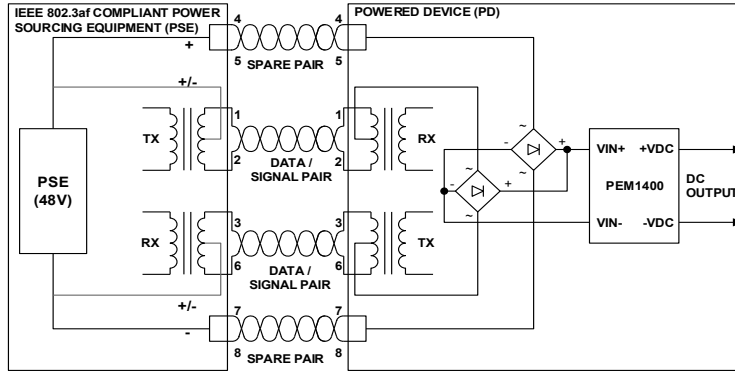 IEEE 802.3af COMPLIANT POWER
SOURCING EQUIPMENT (PSE)
POWERED DEVICE (PD)
4
5
4
5
+
SPARE PAIR
+/-
1
2
1
2
TX
RX
DATA /
SIGNAL PAIR
PSE
(48V)
~
-
+
~
~
-
+
~
VIN+
+VDC
PEM1400
DC
OUTPUT
VIN-
-VDC
3
6
3
6
RX
TX
DATA /
SIGNAL PAIR
+/-
-
7
8
7
8
SPARE PAIR